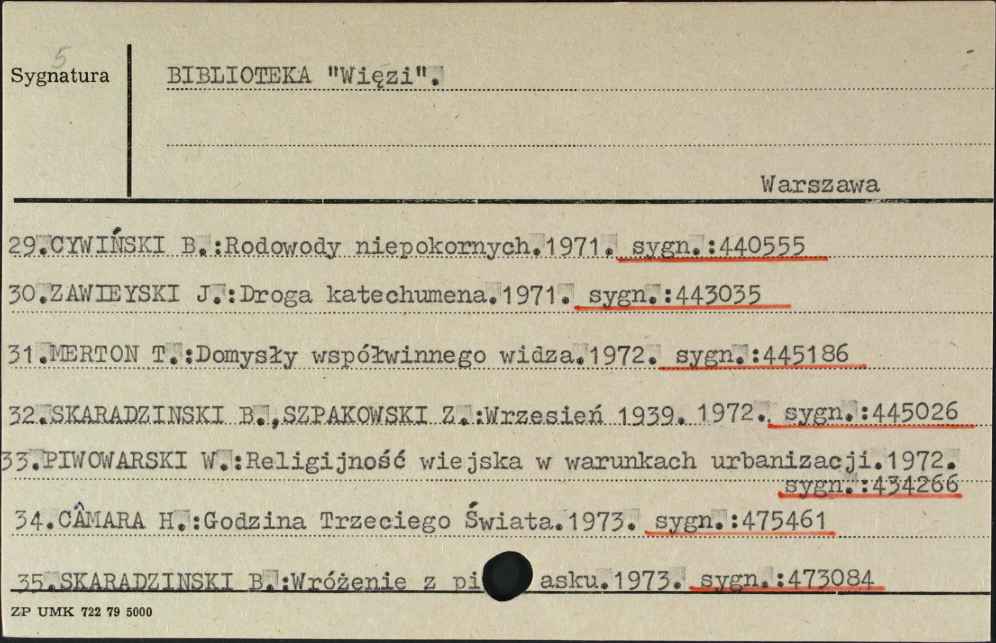 5
Sygnatura
BIBLIOTEKA "Więzi".
Warszawa
29.CYWIŃSKI B.:Rodowody niepokornych.1971. sygn.:440555
30.ZAWIEYSKI J.:Droga katechumena.1971. sygn.:443035
31.MERTON T.:Domysły współwinnego widza.1972. sygn.:445186
32.SKARADZINSKI B.,SZPAKOWSKI Z.:Wrzesień 1939. 1972. sygn.:445026
33.PIWOWARSKI W.:Religijność wiejska w warunkach urbanizacji.1972.
sygn.:434266
34.CÂMARA H.:Godzina Trzeciego Świata.1973. sygn.:475461
35.SKARADZINSKI B.:Wróżenie z pi asku.1973. sygn.:473084
ZP UMK 722 79 5000